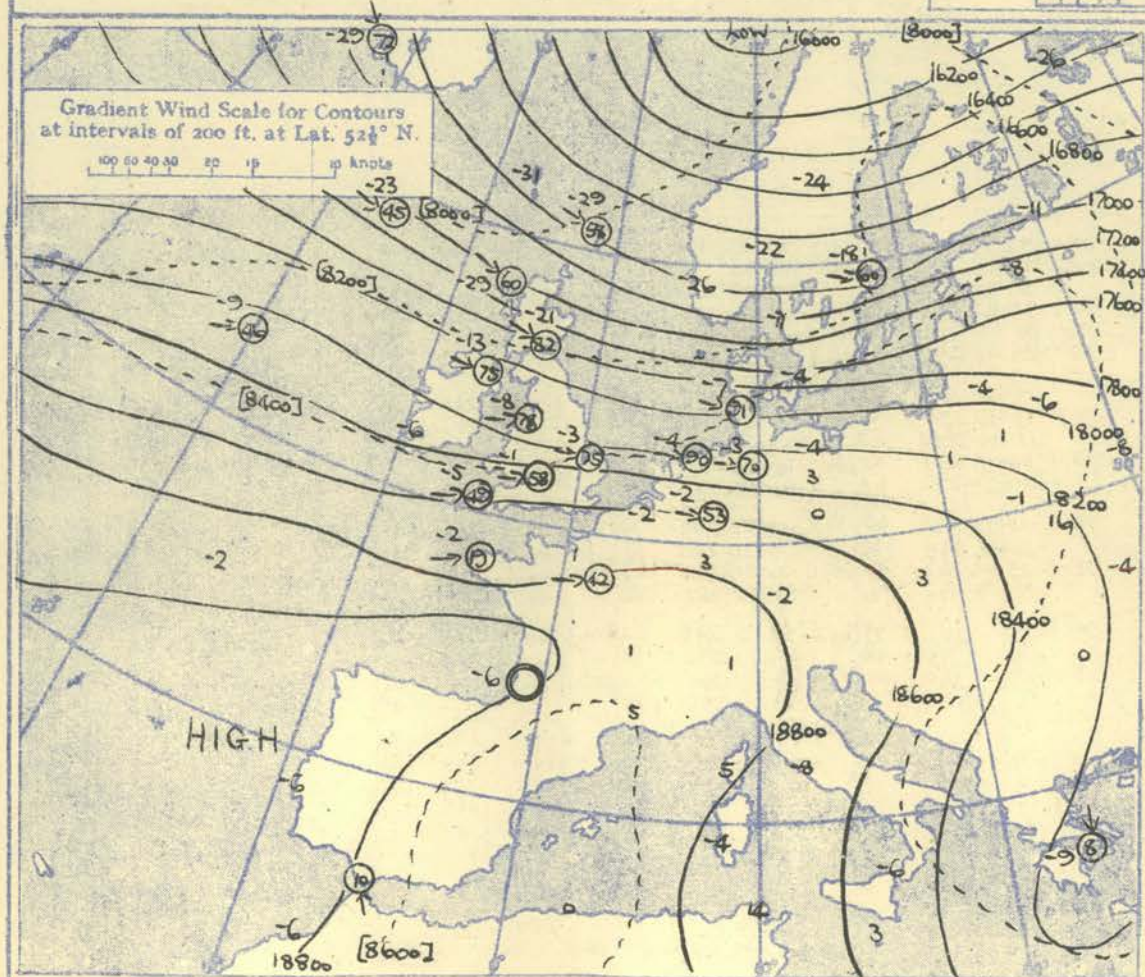 -29 72
LOW 16000 [8000] -26
16200
16400
16600
16800
Gradient Wind Scale for Contours
at intervals of 200 ft. at Lat. 52½° N.
100 60 40 30 20 15 10 knots
-31 -24
-23 -29
45 [8000] -11 17000
58
-22 -18 17200
[8200] -29 60 -26 60 -8 17400
-9 17600
46 -21 -7 1
-13 82 -4
75 -7 -4 17800
[8400] -8 91 -6
-6 78 -3 -4 -3 -4 1 18000
-1 75 90 70 1 -8
-5 58 3
49 -2 -1 18200
-2 53 0 16
-2 19 3 3 -4
-2 42 -2
18400
1 1 0
-6 18600
5 18800
HIGH
-6 5 -8
-4 -6 -9 8
10 0 14
-6 [8600] 3
18800